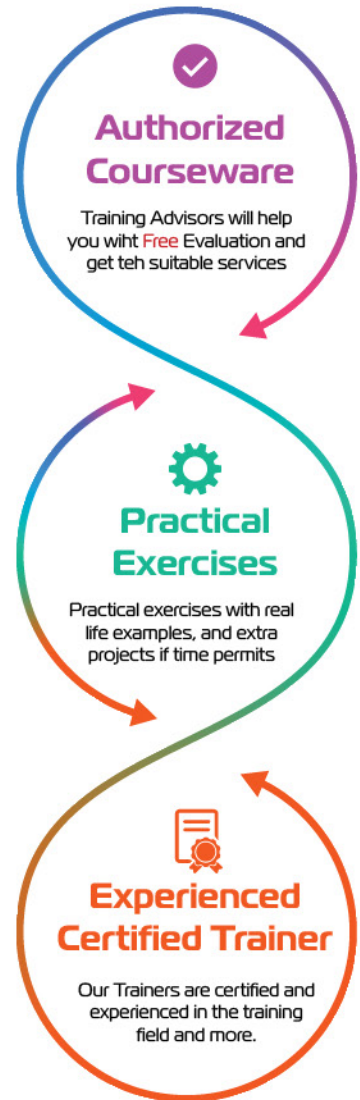 Authorized
Courseware
Training Advisors will help
you wiht Free Evaluation and
get teh suitable services
Practical
Exercises
Practical exercises with real
life examples, and extra
projects if time permits
Experienced
Certified Trainer
Our Trainers are certified and
experienced in the training
field and more.